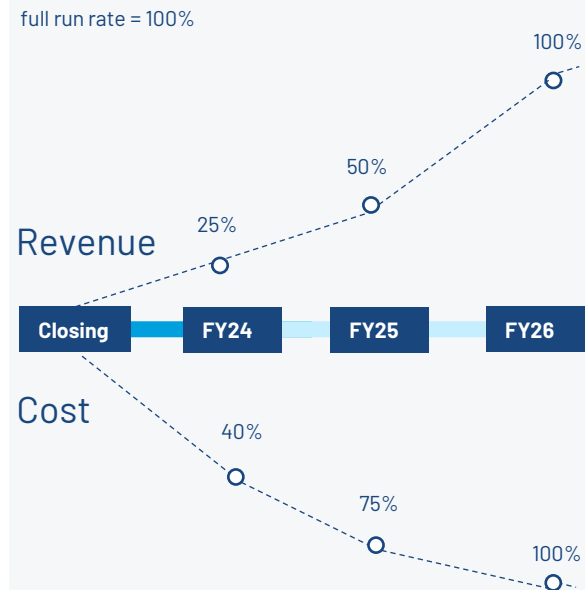 full run rate = 100%
100%
50%
25%
Revenue
Closing
FY24
FY25
FY26
Cost
40%
75%
100%